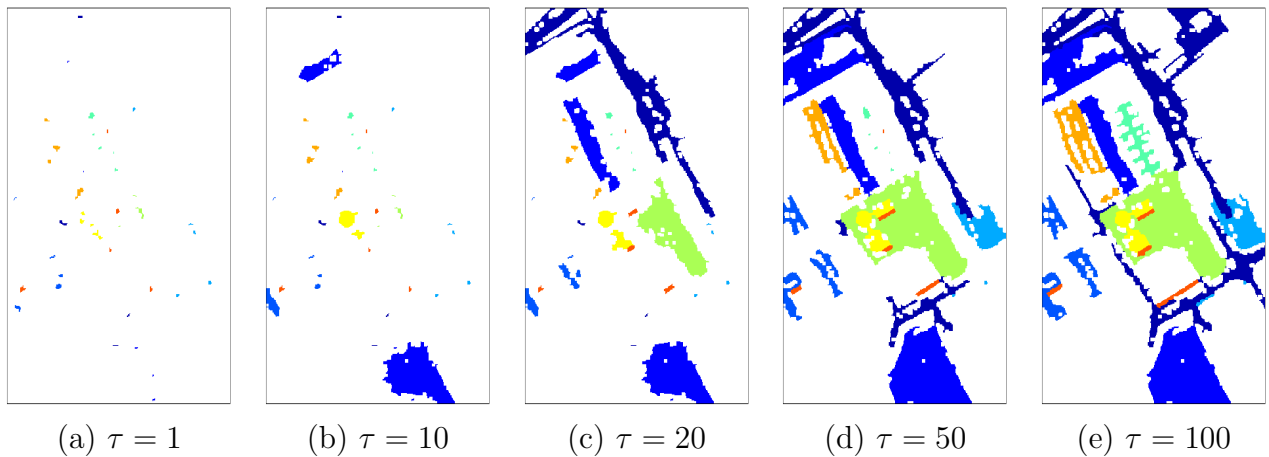 (a) τ = 1
(b) τ = 10
(c) τ = 20
(d) τ = 50
(e) τ = 100